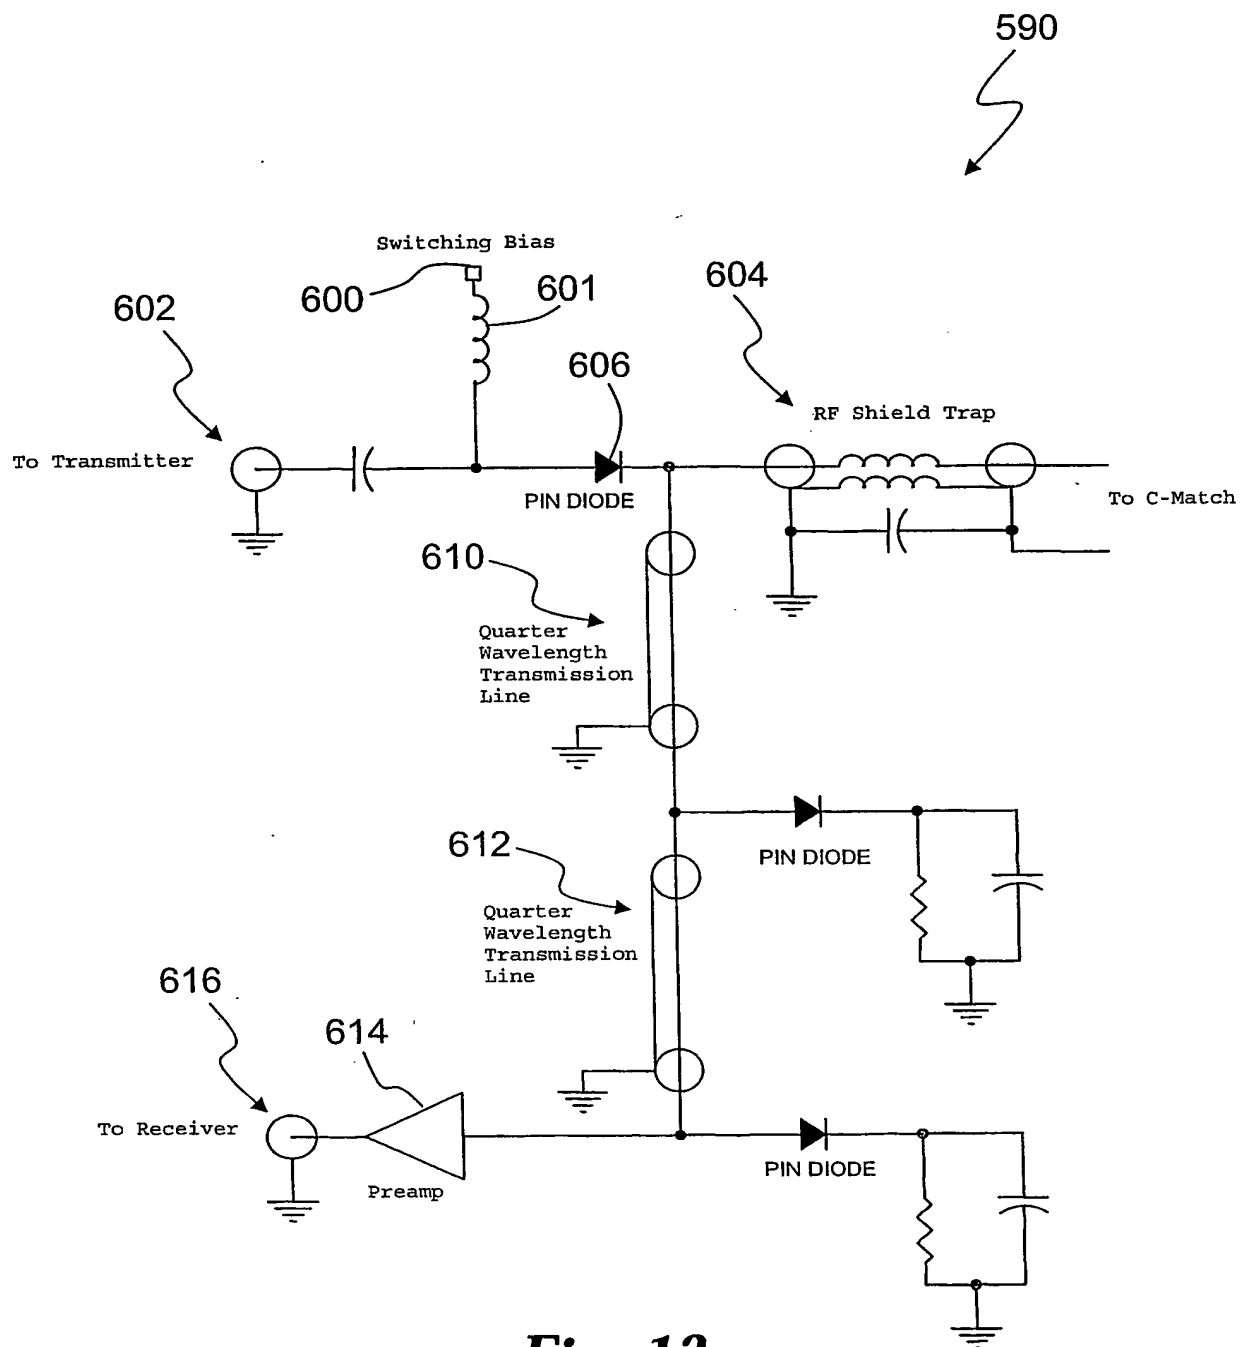 590
Switching Bias
600
601
604
602
606
RF Shield Trap
To Transmitter
PIN DIODE
To C-Match
610
Quarter
Wavelength
Transmission
Line
612
PIN DIODE
Quarter
Wavelength
Transmission
Line
616
614
To Receiver
PIN DIODE
Preamp